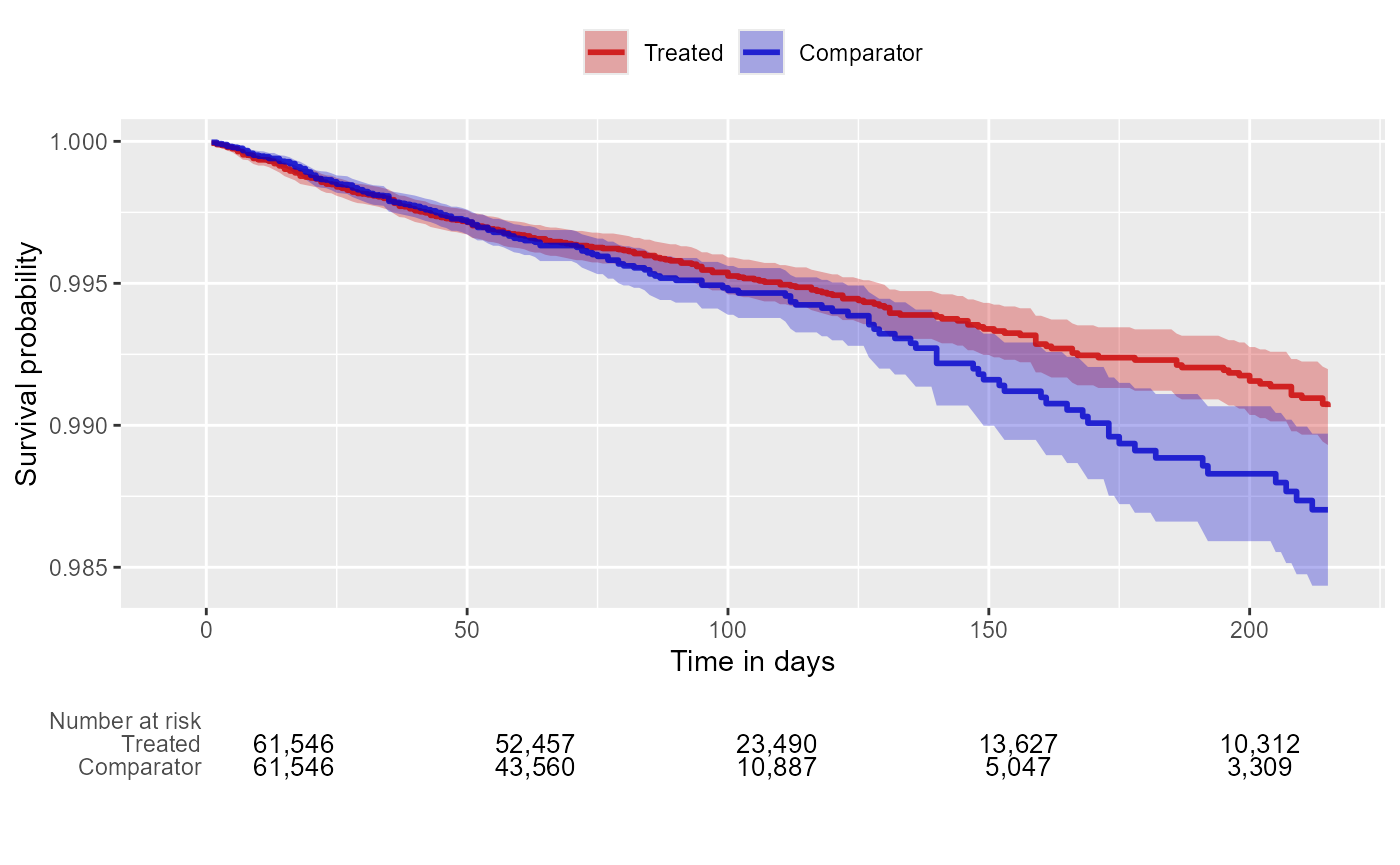 Treated Comparator
1.000
0.995
0.990
0.985
Survival probability
0 50 100 150 200
Time in days
Number at risk
Treated 61,546 52,457 23,490 13,627 10,312
Comparator 61,546 43,560 10,887 5,047 3,309